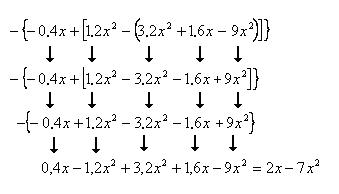 −{−0,4x+[1,2x² −(3,2x² +1,6x − 9x²)]}
−{−0,4x+[1,2x² −3,2x² −1,6x+9x²]}
−{−0,4x+1,2x² −3,2x² −1,6x+9x²}
0,4x−1,2x² +3,2x² +1,6x−9x² = 2x−7x²